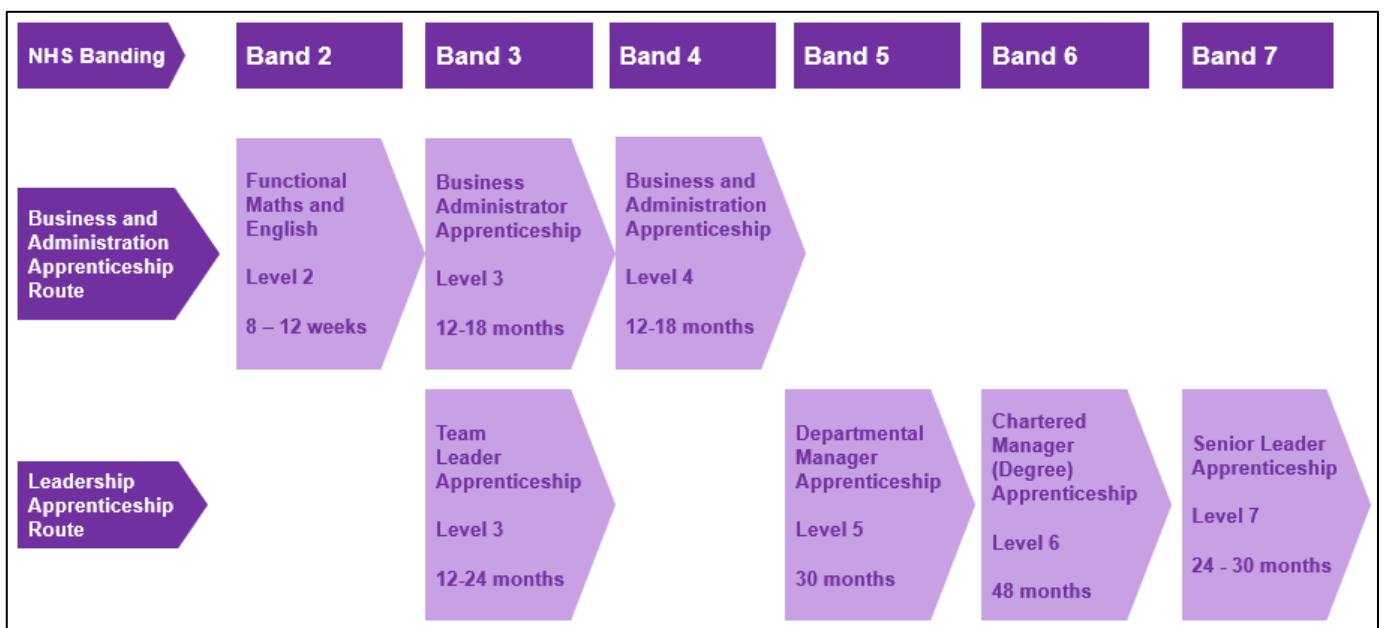 NHS Banding
Band 2
Band 3
Band 4
Band 5
Band 6
Band 7
Business and
Administration
Apprenticeship
Route
Functional
Maths and
English
Level 2
8 – 12 weeks
Business
Administrator
Apprenticeship
Level 3
12-18 months
Business and
Administration
Apprenticeship
Level 4
12-18 months
Leadership
Apprenticeship
Route
Team
Leader
Apprenticeship
Level 3
12-24 months
Departmental
Manager
Apprenticeship
Level 5
30 months
Chartered
Manager
(Degree)
Apprenticeship
Level 6
48 months
Senior Leader
Apprenticeship
Level 7
24 - 30 months